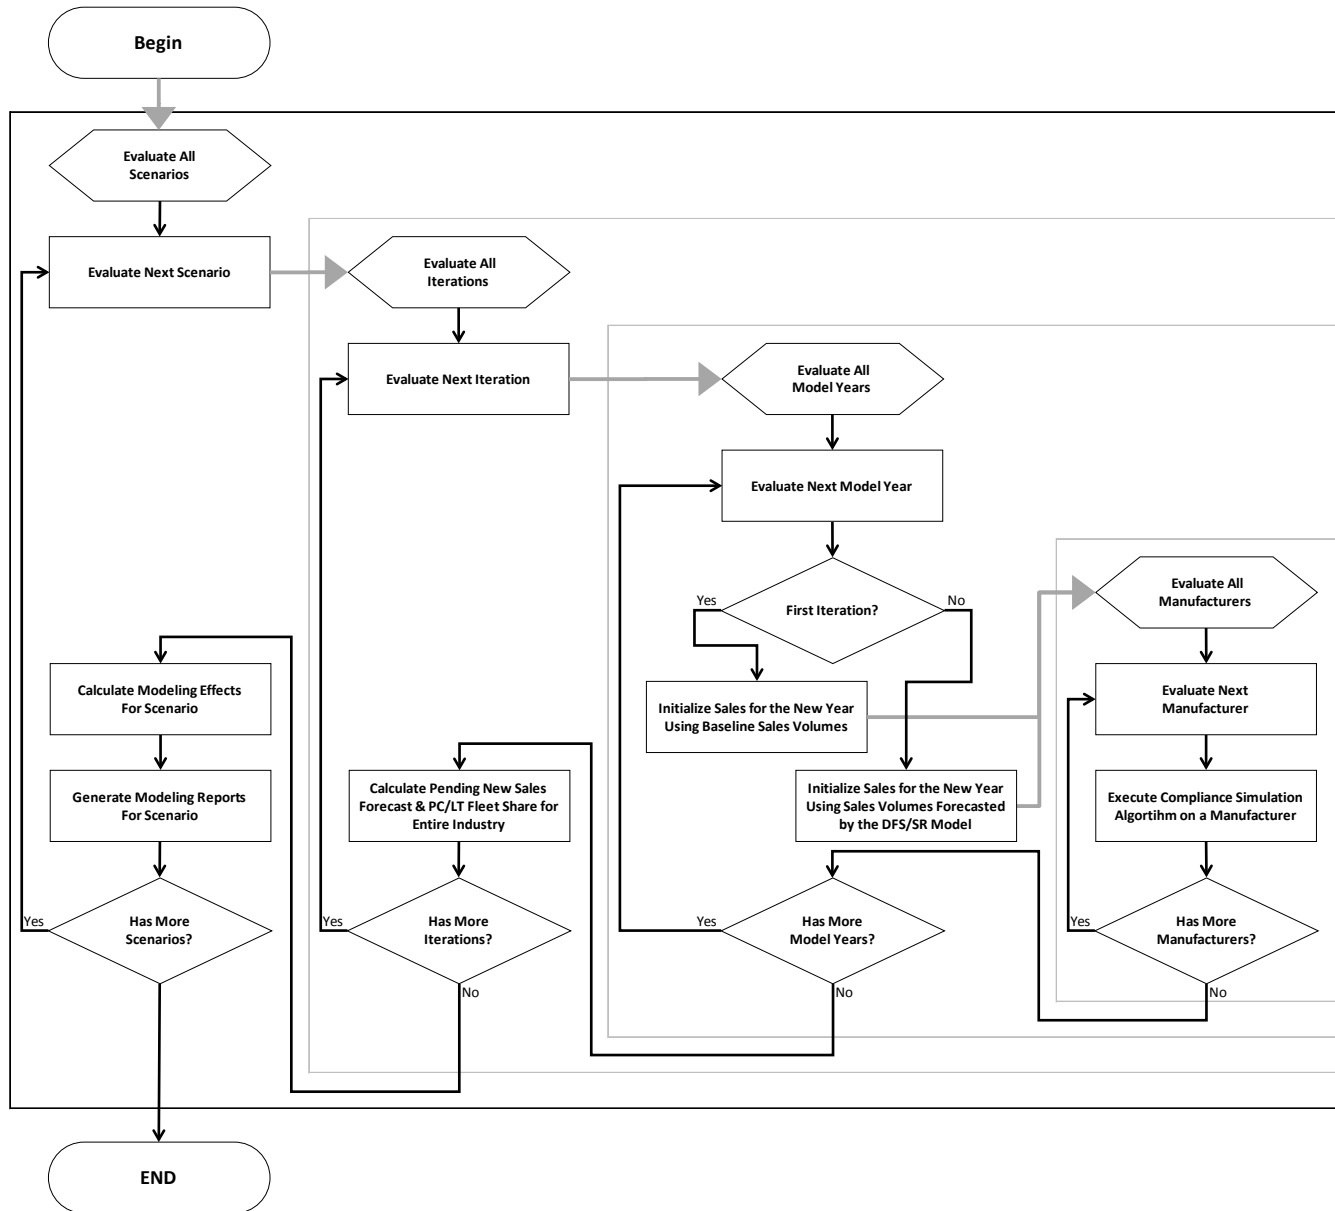 Begin
Evaluate All
Scenarios
Evaluate Next Scenario
Evaluate All
Iterations
Evaluate Next Iteration
Evaluate All
Model Years
Evaluate Next Model Year
First Iteration?
Yes
No
Initialize Sales for the New Year
Using Baseline Sales Volumes
Initialize Sales for the New Year
Using Sales Volumes Forecasted
by the DFS/SR Model
Evaluate All
Manufacturers
Evaluate Next
Manufacturer
Execute Compliance Simulation
Algortihm on a Manufacturer
Has More
Manufacturers?
Yes
No
Has More
Model Years?
Yes
No
Calculate Pending New Sales
Forecast & PC/LT Fleet Share for
Entire Industry
Has More
Iterations?
Yes
No
Calculate Modeling Effects
For Scenario
Generate Modeling Reports
For Scenario
Has More
Scenarios?
Yes
END